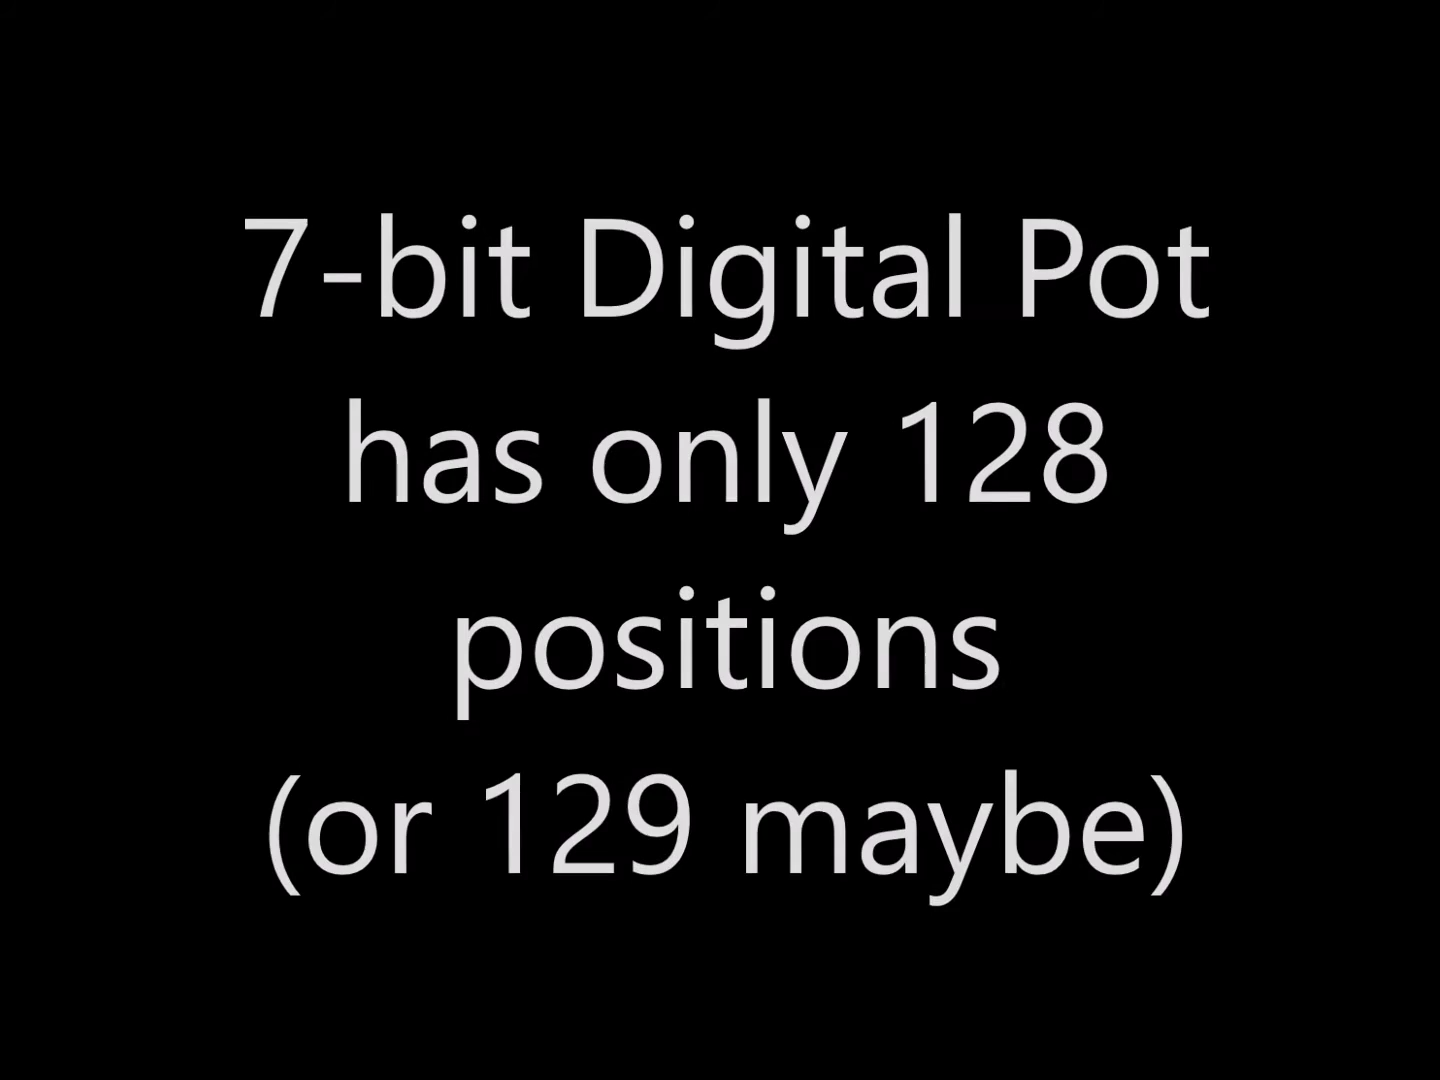 7-bit Digital Pot
has only 128
positions
(or 129 maybe)